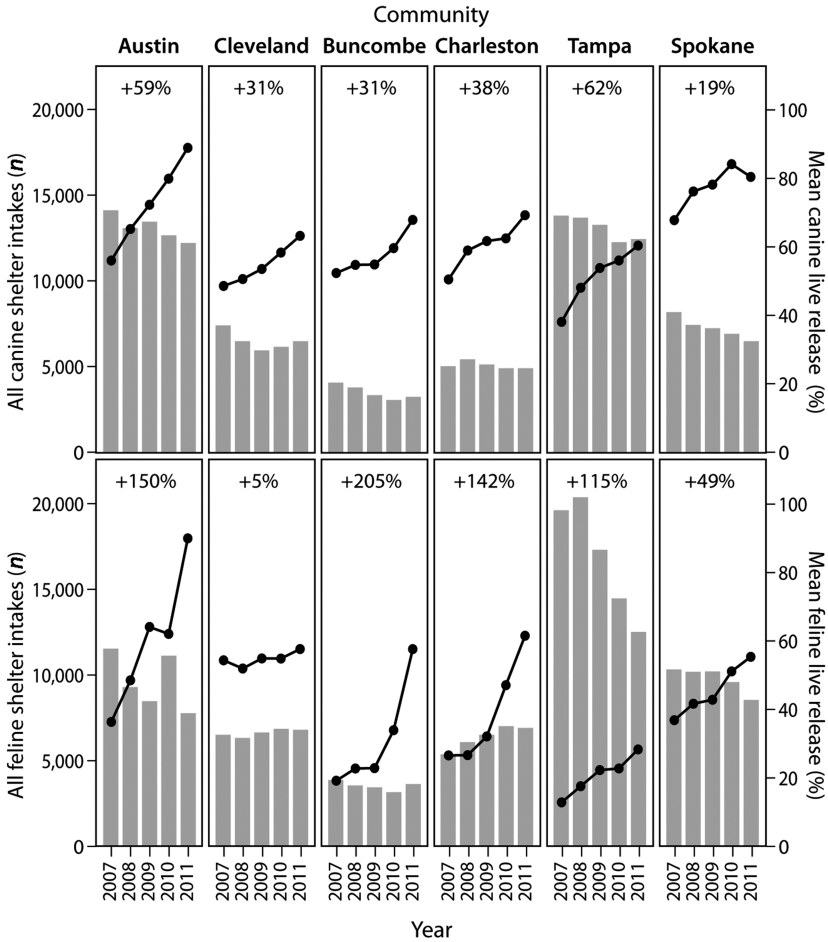 Community
Austin Cleveland Buncombe Charleston Tampa Spokane
+59% +31% +31% +38% +62% +19%
All canine shelter intakes (n)
20,000
15,000
10,000
5,000
0
100
80
60
40
20
0
Mean canine live release (%)
+150% +5% +205% +142% +115% +49%
All feline shelter intakes (n)
20,000
15,000
10,000
5,000
0
100
80
60
40
20
0
Mean feline live release (%)
2007 2008 2009 2010 2011 2007 2008 2009 2010 2011 2007 2008 2009 2010 2011 2007 2008 2009 2010 2011 2007 2008 2009 2010 2011 2007 2008 2009 2010 2011
Year